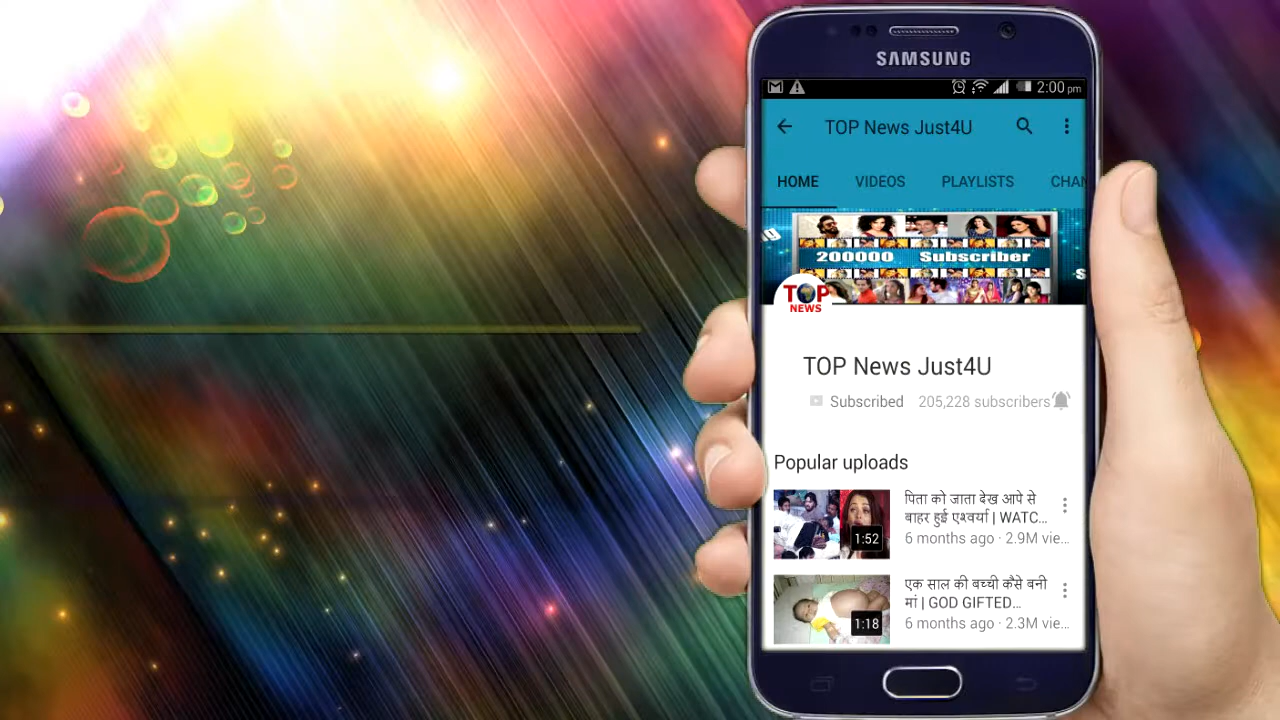 SAMSUNG
2:00 pm
TOP News Just4U
HOME VIDEOS PLAYLISTS CHAN
200000 Subscriber
TOP
NEWS
TOP News Just4U
Subscribed 205,228 subscribers
Popular uploads
पिता को जाता देख आपे से
बाहर हुई एश्वर्या | WATC...
6 months ago · 2.9M vie...
1:52
एक साल की बच्ची कैसे बनी
मां | GOD GIFTED...
6 months ago · 2.3M vie...
1:18